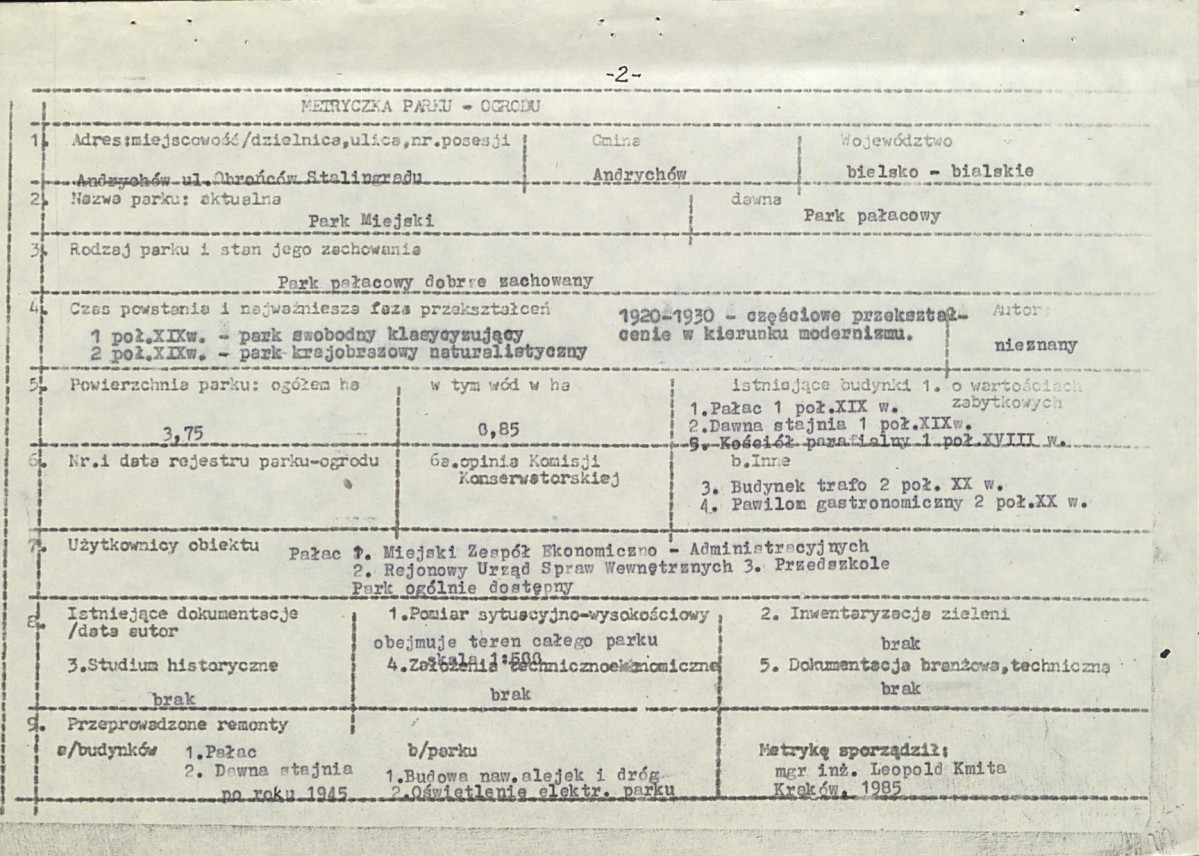 -2-
METRYCZKA PARKU - OGRODU
1. Adres:miejscowość/dzielnica,ulica,nr.posesji Gmina Województwo
Andrychów ul.Obrońców Stalingradu Andrychów bielsko - bialskie
2. Nazwa parku: aktualna dawna
Park Miejski Park pałacowy
3. Rodzaj parku i stan jego zachowania
Park pałacowy dobrze zachowany
4. Czas powstania i najważniesza faza przekształceń Autor
1 poł.XIXw. - park swobodny klasycyzujący
2 poł.XIXw. - park krajobrazowy naturalistyczny
1920-1930 - częściowe przekształ-
cenie w kierunku modernizmu.
nieznany
5. Powierzchnia parku: ogółem ha w tym wód w ha istniejące budynki 1. o wartościach
zabytkowych
3,75 0,85
1.Pałac 1 poł.XIX w.
2.Dawna stajnia 1 poł.XIXw.
3. Kościół parafialny 1 poł.XVIII w.
6. Nr.i data rejestru parku-ogrodu 6a.opinia Komisji
Konserwatorskiej
b.Inne
3. Budynek trafo 2 poł. XX w.
4. Pawilom gastronomiczny 2 poł.XX w.
7. Użytkownicy obiektu Pałac 1. Miejski Zespół Ekonomiczno - Administracyjnych
2. Rejonowy Urząd Spraw Wewnętrznych 3. Przedszkole
Park ogólnie dostępny
8. Istniejące dokumentacje
/data autor
1.Pomiar sytuacyjno-wysokościowy
obejmuje teren całego parku
skala 1:500
2. Inwentaryzacja zieleni
brak
3.Studium historyczne
brak
4.Założenia technicznoekonomiczne
brak
5. Dokumentacja branżowa,techniczna
brak
9. Przeprowadzone remonty
a/budynków 1.Pałac
2. Dawna stajnia
po roku 1945
b/parku
1.Budowa naw.alejek i dróg
2.Oświetlenie elektr. parku
Metrykę sporządził:
mgr inż. Leopold Kmita
Kraków, 1985